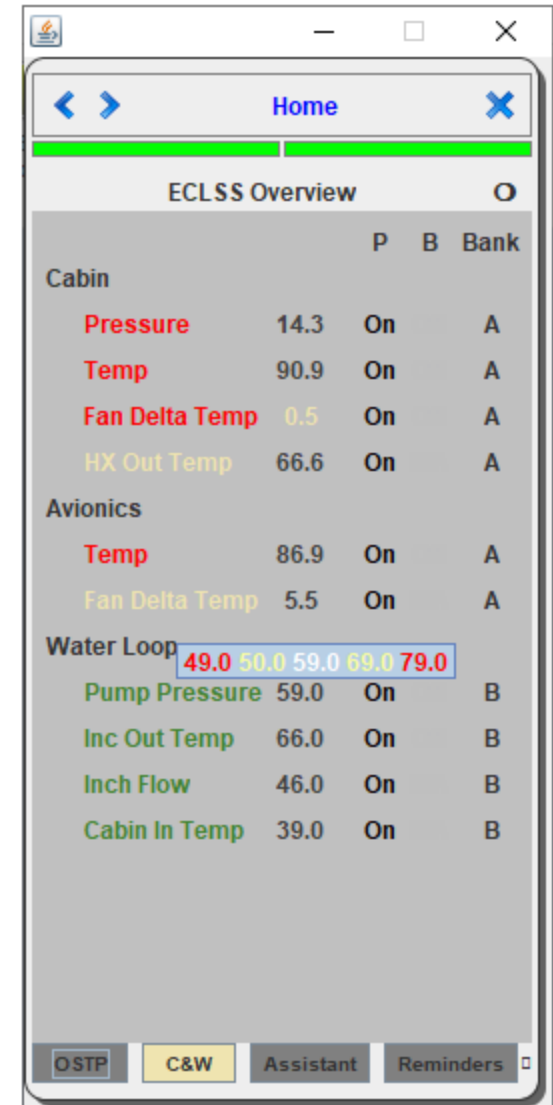 Home
ECLSS Overview O
P B Bank
Cabin
Pressure 14.3 On A
Temp 90.9 On A
Fan Delta Temp 0.5 On A
HX Out Temp 66.6 On A
Avionics
Temp 86.9 On A
Fan Delta Temp 5.5 On A
Water Loop
49.0 50.0 59.0 69.0 79.0
Pump Pressure 59.0 On B
Inc Out Temp 66.0 On B
Inch Flow 46.0 On B
Cabin In Temp 39.0 On B
OSTP C&W Assistant Reminders